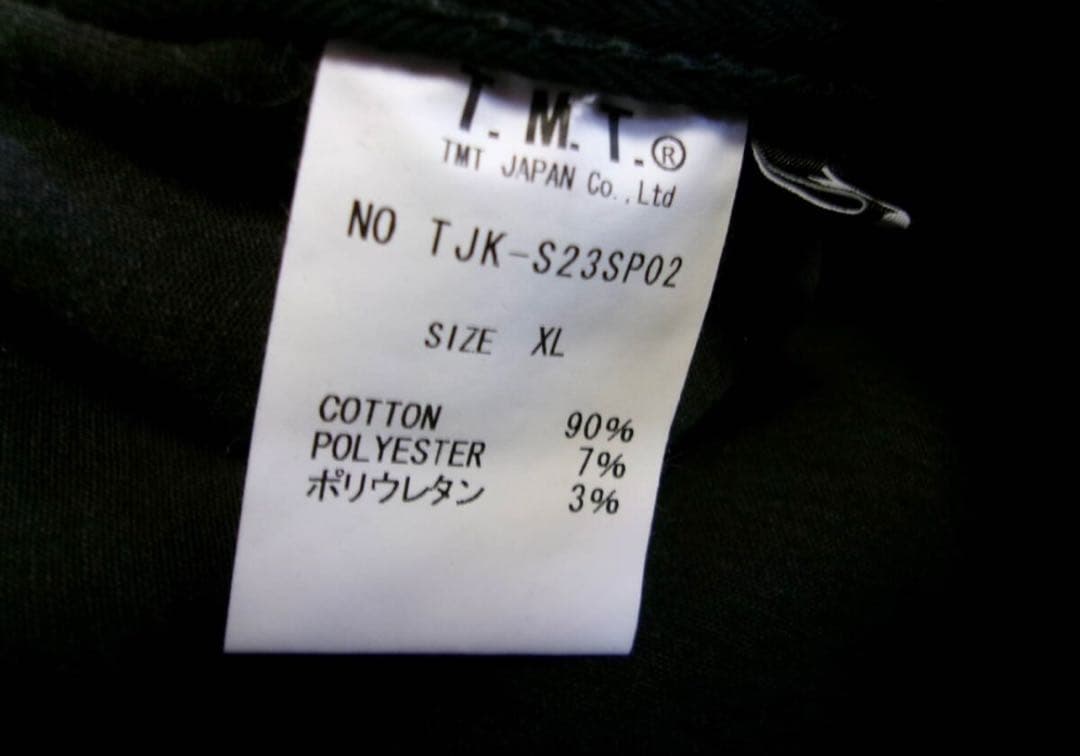 T.M.T.®
TMT JAPAN Co.,Ltd
NO TJK-S23SP02
SIZE XL
COTTON 90%
POLYESTER 7%
ポリウレタン 3%